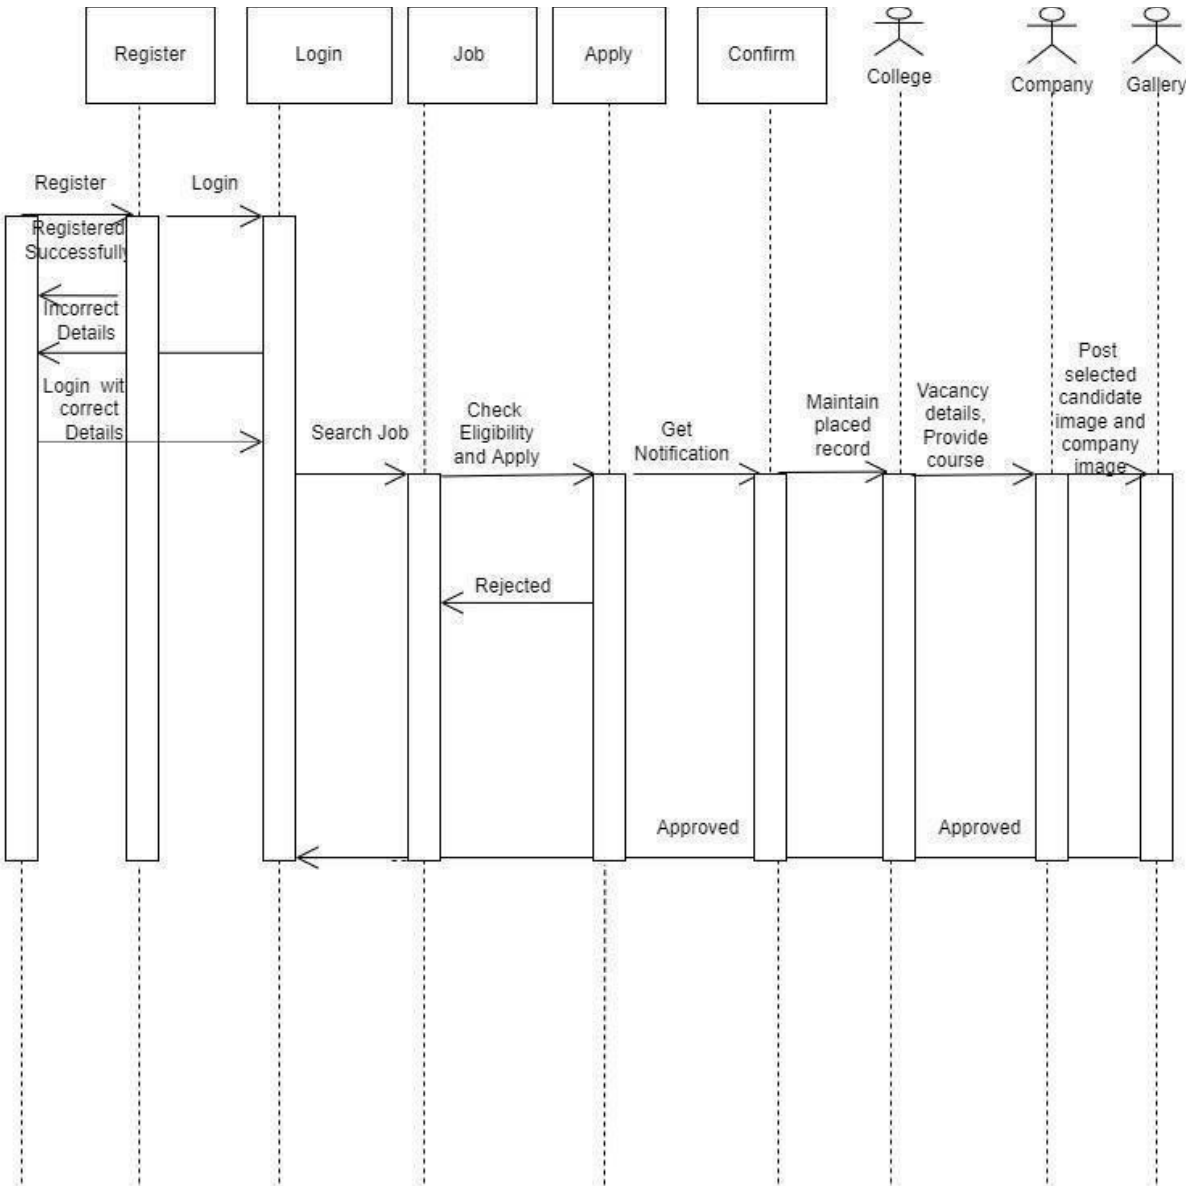 Register
Login
Job
Apply
Confirm
College
Company
Gallery
Register
Login
Registered
Successfully
Incorrect
Details
Login wit
correct
Details
Search Job
Check
Eligibility
and Apply
Get
Notification
Maintain
placed
record
Vacancy
details,
Provide
course
Post
selected
candidate
image and
company
image
Rejected
Approved
Approved